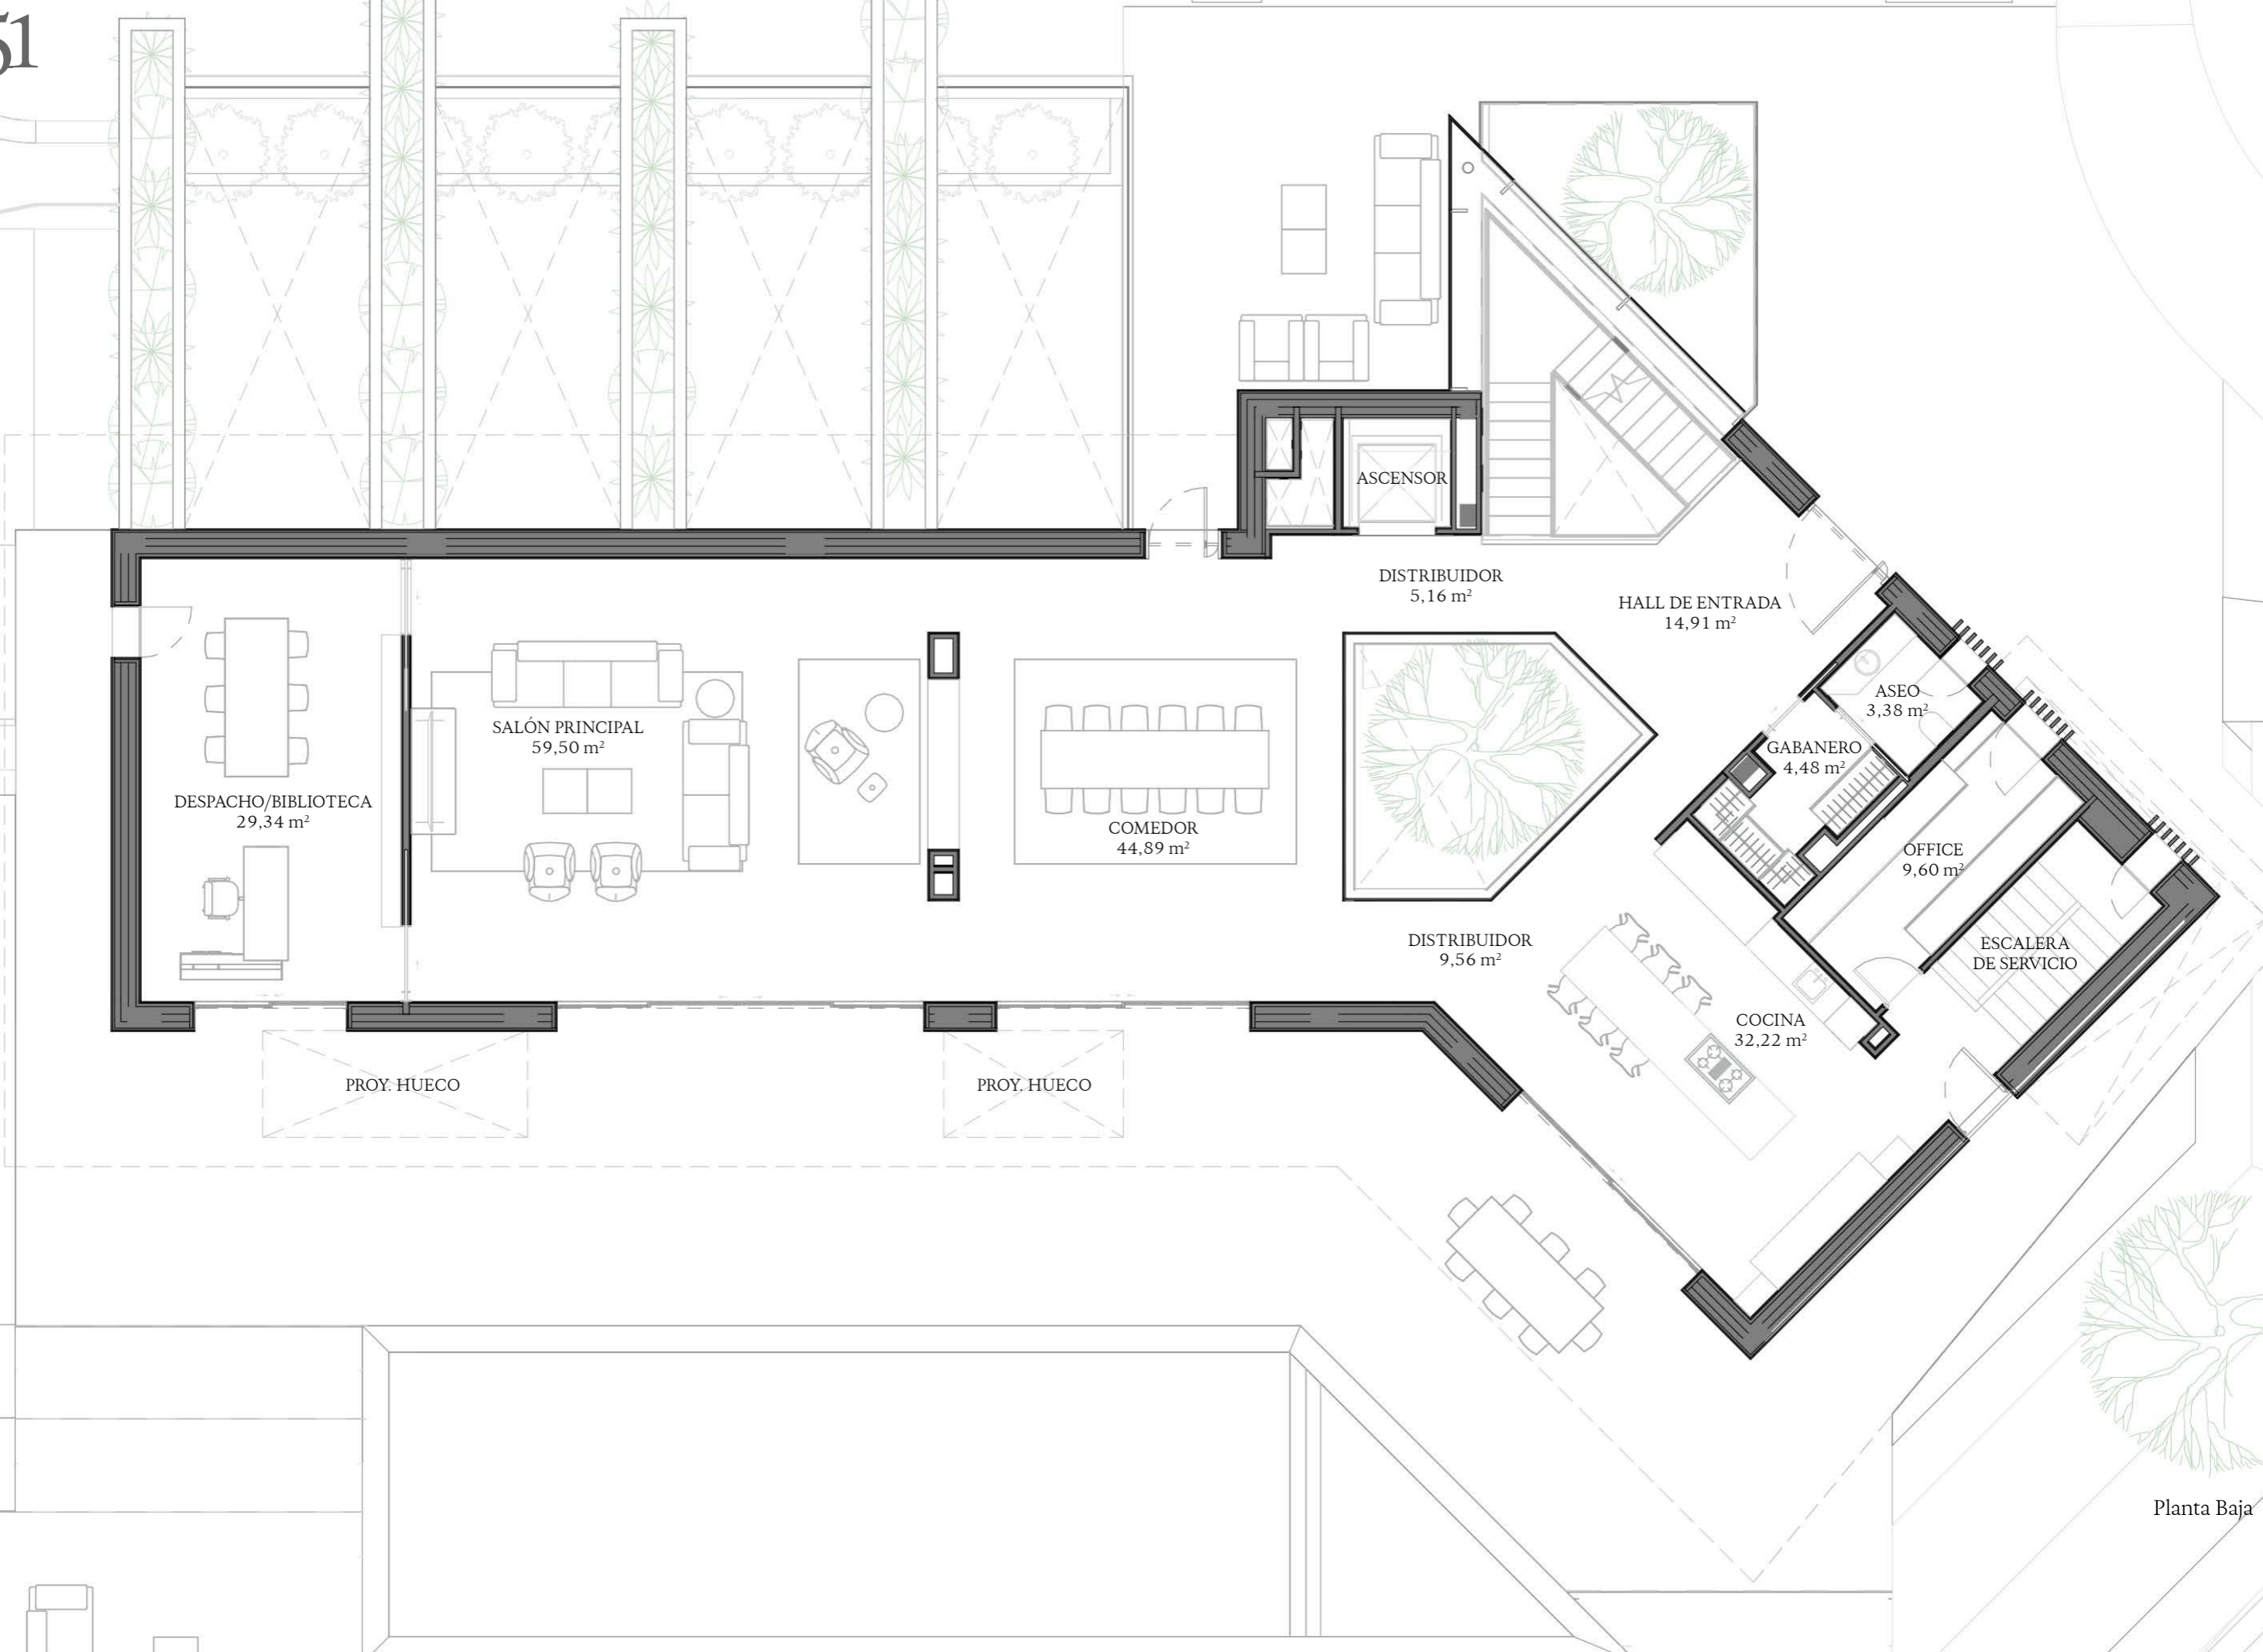 51
ASCENSOR
DISTRIBUIDOR
5,16 m²
HALL DE ENTRADA
14,91 m²
ASEO
3,38 m²
SALÓN PRINCIPAL
59,50 m²
GABANERO
4,48 m²
DESPACHO/BIBLIOTECA
29,34 m²
COMEDOR
44,89 m²
OFFICE
9,60 m²
DISTRIBUIDOR
9,56 m²
ESCALERA
DE SERVICIO
COCINA
32,22 m²
PROY. HUECO
PROY. HUECO
Planta Baja